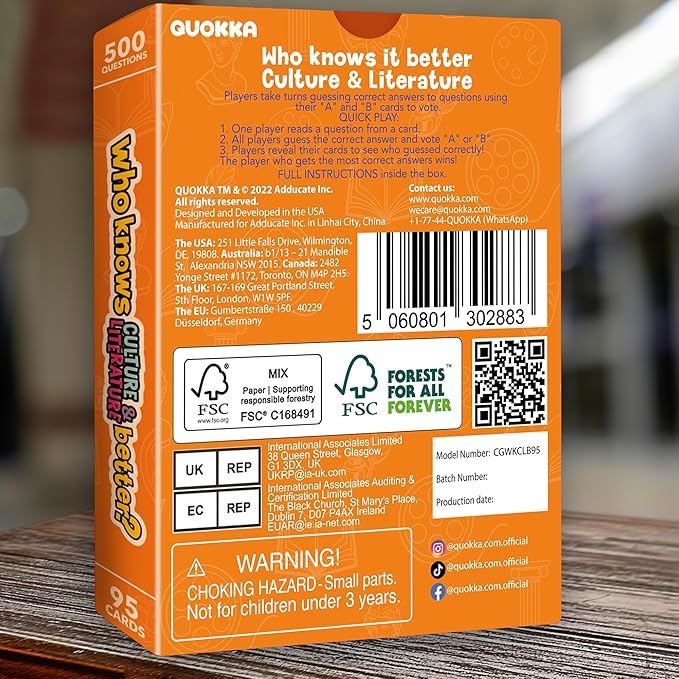 500
QUESTIONS
who knows
CULTURE &
LITERATURE
better?
95
CARDS
QUOKKA
Who knows it better
Culture & Literature
Players take turns guessing correct answers to questions using
their "A" and "B" cards to vote.
QUICK PLAY:
1. One player reads a question from a card.
2. All players guess the correct answer and vote "A" or "B".
3. Players reveal their cards to see who guessed correctly!
The player who gets the most correct answers wins!
FULL INSTRUCTIONS inside the box.
QUOKKA TM & © 2022 Adducate Inc.
All rights reserved.
Designed and Developed in the USA
Manufactured for Adducate Inc. in Linhai City, China.
Contact us:
www.quokka.com
wecare@quokka.com
+1-77-44-QUOKKA (WhatsApp)
The USA: 251 Little Falls Drive, Wilmington,
DE, 19808. Australia: b1/13 – 21 Mandible
St, Alexandria NSW 2015. Canada: 2482
Yonge Street #1172, Toronto, ON M4P 2H5.
The UK: 167-169 Great Portland Street,
5th Floor, London, W1W 5PF.
The EU: Gumbertstraße 150 , 40229
Düsseldorf, Germany
5 060801 302883
FSC
www.fsc.org
MIX
Paper | Supporting
responsible forestry
FSC® C168491
FSC
FORESTS
FOR ALL
FOREVER™
UK REP
International Associates Limited
38 Queen Street, Glasgow,
G1 3DX, UK
UKRP@ia-uk.com
EC REP
International Associates Auditing &
Certification Limited
The Black Church, St Mary's Place,
Dublin 7, D07 P4AX Ireland
EUAR@ie.ia-net.com
Model Number: CGWKCLB95
Batch Number:
Production date:
WARNING!
CHOKING HAZARD-Small parts.
Not for children under 3 years.
@quokka.com.official
@quokka.com.official
@quokka.com.official